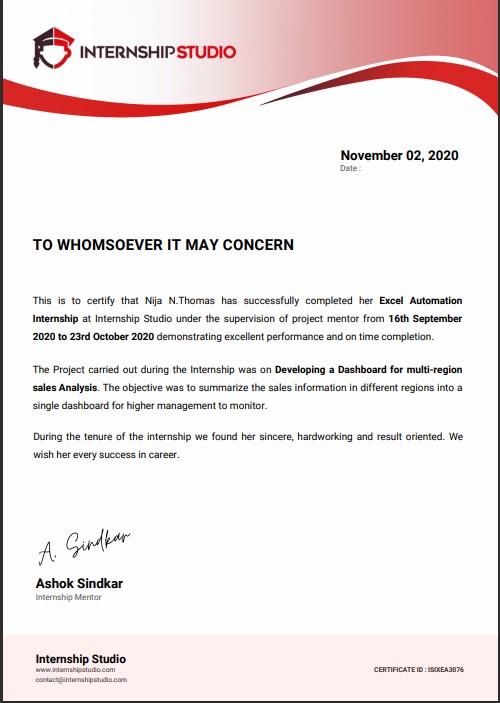 INTERNSHIPSTUDIO
November 02, 2020
Date :
TO WHOMSOEVER IT MAY CONCERN
This is to certify that Nija N.Thomas has successfully completed her Excel Automation
Internship at Internship Studio under the supervision of project mentor from 16th September
2020 to 23rd October 2020 demonstrating excellent performance and on time completion.
The Project carried out during the Internship was on Developing a Dashboard for multi-region
sales Analysis. The objective was to summarize the sales information in different regions into a
single dashboard for higher management to monitor.
During the tenure of the internship we found her sincere, hardworking and result oriented. We
wish her every success in career.
A. Sindkar
Ashok Sindkar
Internship Mentor
Internship Studio
www.internshipstudio.com
contact@internshipstudio.com
CERTIFICATE ID : ISIXEA3076